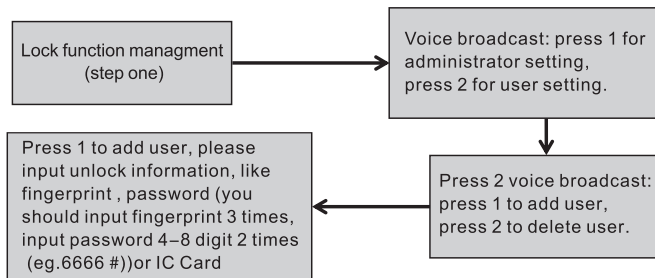 Lock function managment
(step one)
Voice broadcast: press 1 for
administrator setting,
press 2 for user setting.
Press 2 voice broadcast:
press 1 to add user,
press 2 to delete user.
Press 1 to add user, please
input unlock information, like
fingerprint , password (you
should input fingerprint 3 times,
input password 4–8 digit 2 times
(eg.6666 #))or IC Card